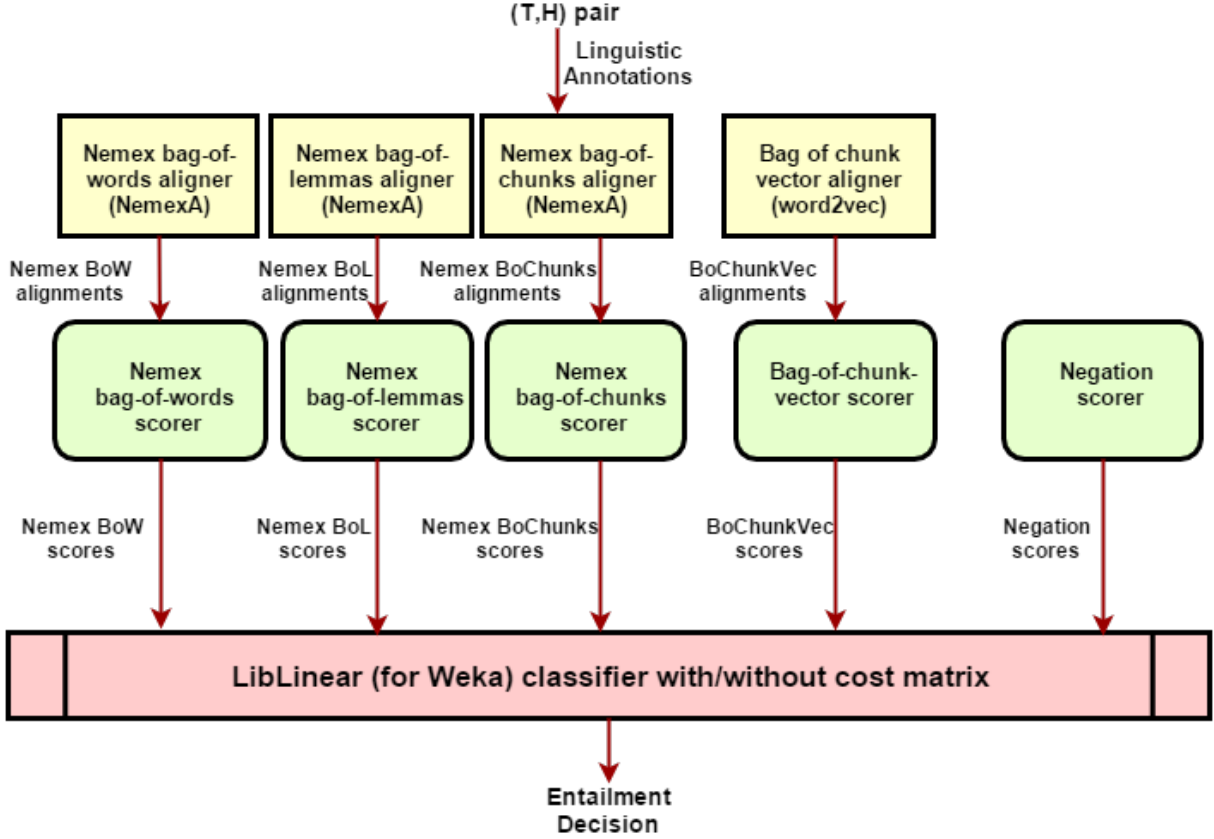 (T,H) pair
Linguistic
Annotations
Nemex bag-of-
words aligner
(NemexA)
Nemex bag-of-
lemmas aligner
(NemexA)
Nemex bag-of-
chunks aligner
(NemexA)
Bag of chunk
vector aligner
(word2vec)
Nemex BoW
alignments
Nemex BoL
alignments
Nemex BoChunks
alignments
BoChunkVec
alignments
Nemex
bag-of-words
scorer
Nemex
bag-of-lemmas
scorer
Nemex
bag-of-chunks
scorer
Bag-of-chunk-
vector scorer
Negation
scorer
Nemex BoW
scores
Nemex BoL
scores
Nemex BoChunks
scores
BoChunkVec
scores
Negation
scores
LibLinear (for Weka) classifier with/without cost matrix
Entailment
Decision